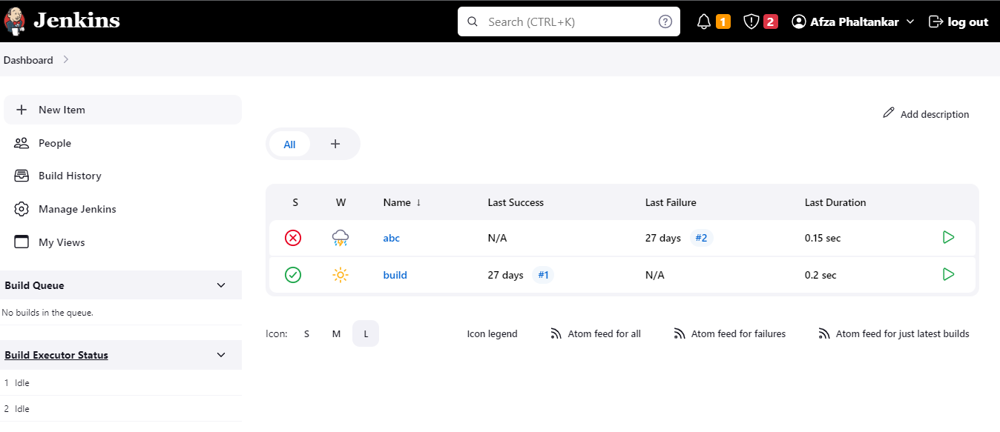 Jenkins
Search (CTRL+K)
?
1
2
Afza Phaltankar
log out
Dashboard
New Item
People
Build History
Manage Jenkins
My Views
Build Queue
No builds in the queue.
Build Executor Status
1 Idle
2 Idle
Add description
All +
S W Name ↓ Last Success Last Failure Last Duration
abc N/A 27 days #2 0.15 sec
build 27 days #1 N/A 0.2 sec
Icon: S M L Icon legend Atom feed for all Atom feed for failures Atom feed for just latest builds